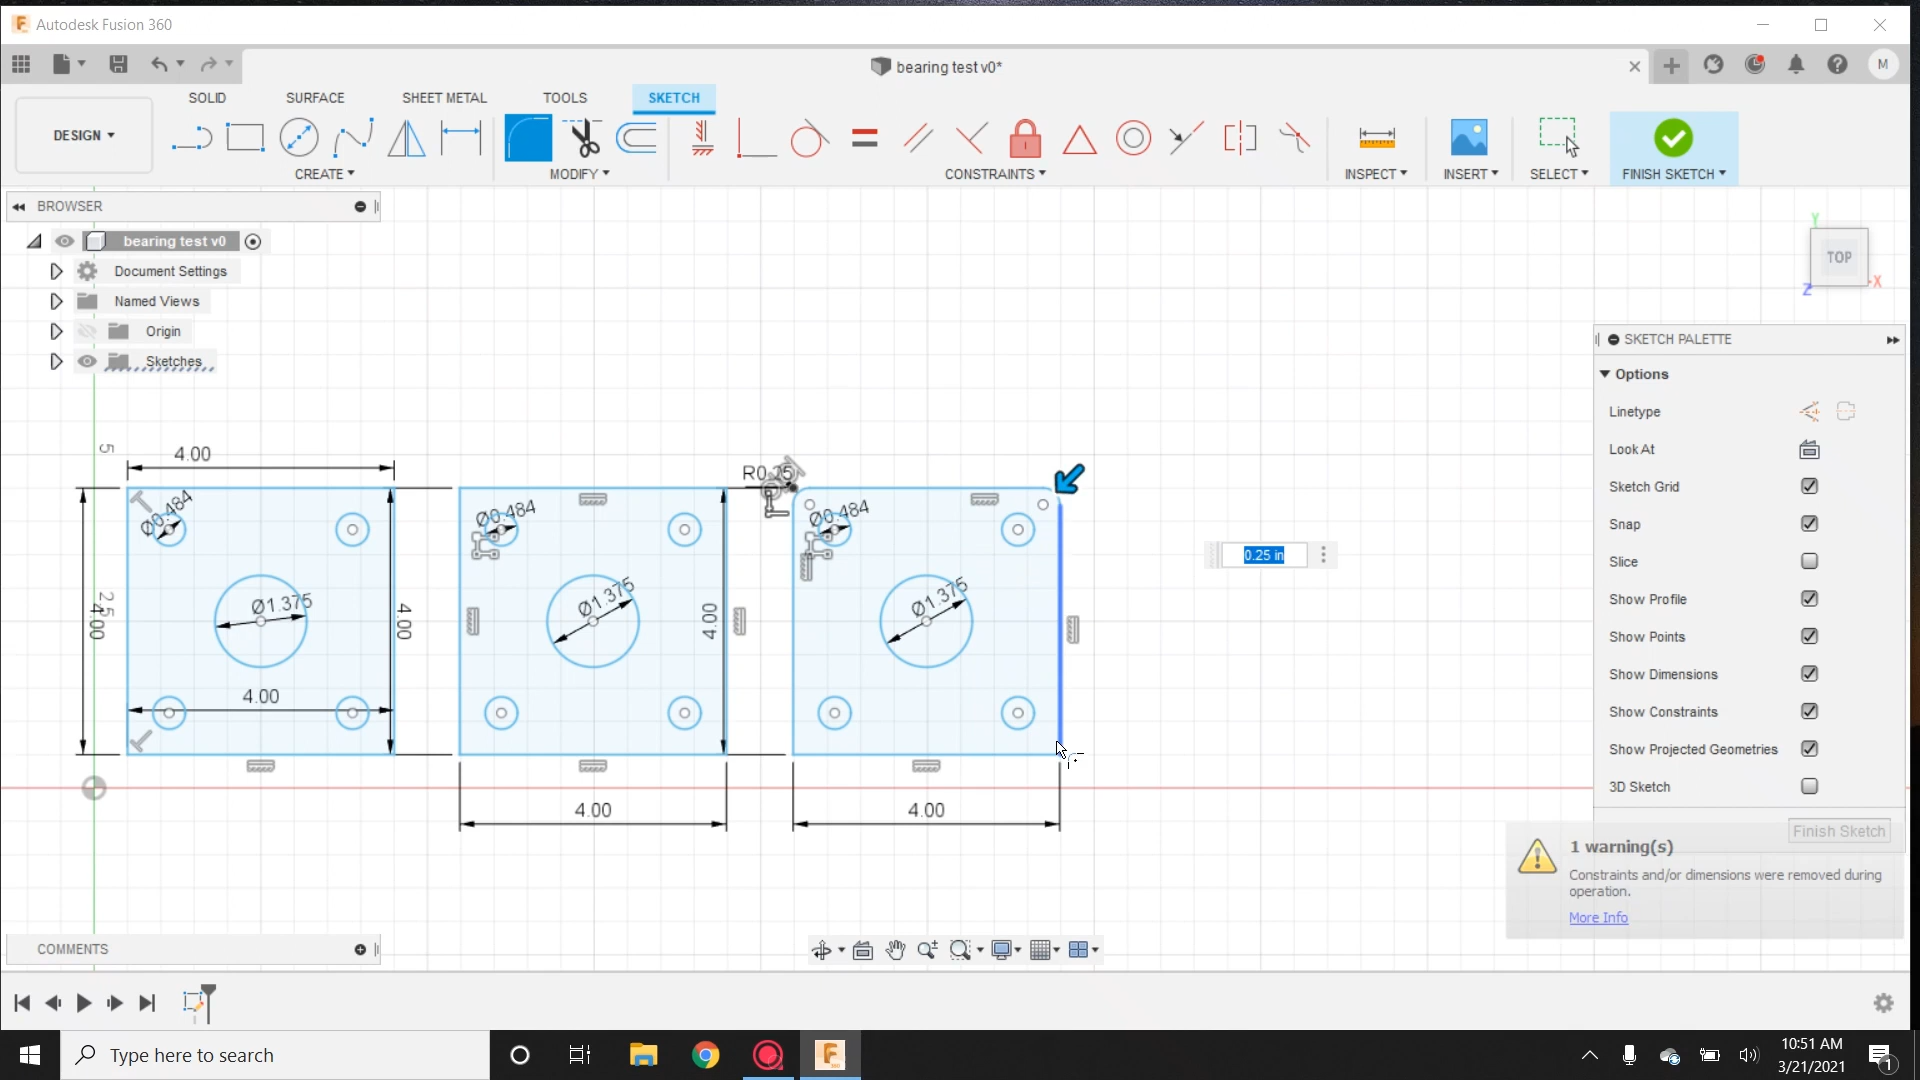 Autodesk Fusion 360
bearing test v0*
M
SOLID
SURFACE
SHEET METAL
TOOLS
SKETCH
DESIGN
CREATE
MODIFY
CONSTRAINTS
INSPECT
INSERT
SELECT
FINISH SKETCH
BROWSER
bearing test v0
Document Settings
Named Views
Origin
Sketches
Y
TOP
X
Z
SKETCH PALETTE
Options
Linetype
Look At
Sketch Grid
Snap
Slice
Show Profile
Show Points
Show Dimensions
Show Constraints
Show Projected Geometries
3D Sketch
Finish Sketch
5
4.00
Ø0.484
Ø0.484
Ø0.484
0.25 in
2.5
4.00
Ø1.375
4.00
Ø1.375
4.00
Ø1.375
4.00
4.00
4.00
1 warning(s)
Constraints and/or dimensions were removed during
operation.
More Info
COMMENTS
Type here to search
10:51 AM
3/21/2021
1